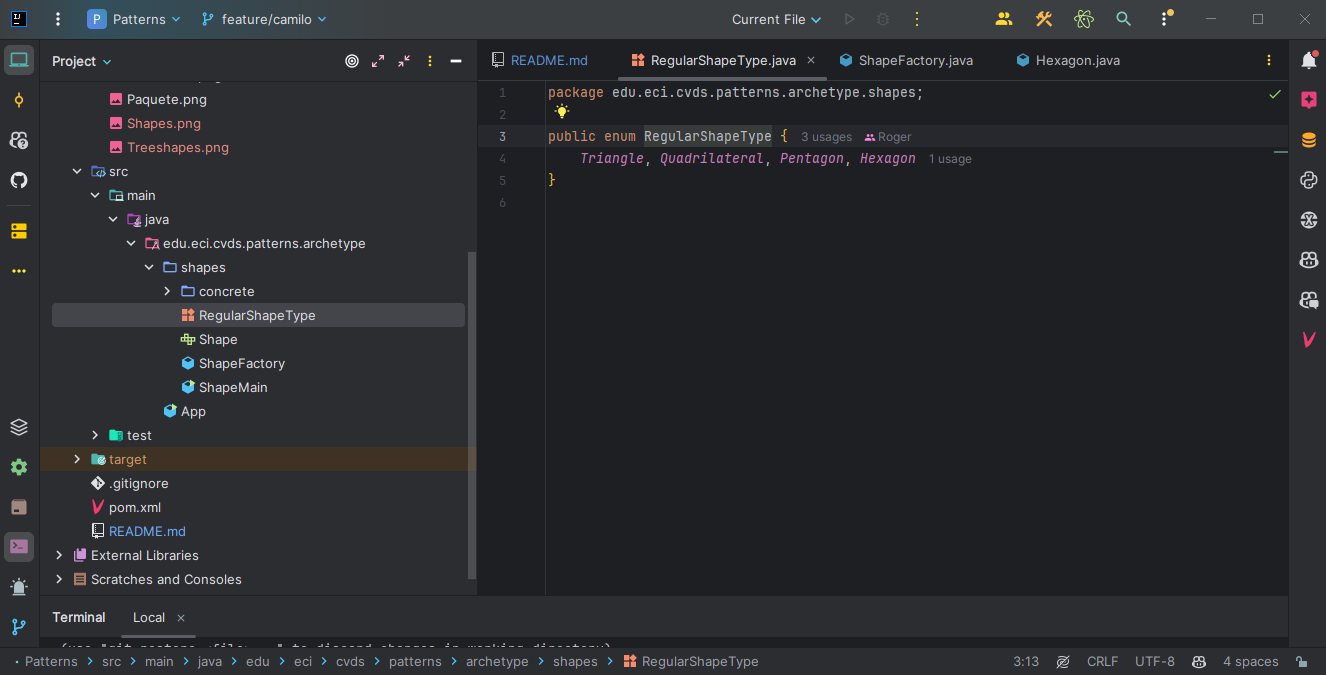 P Patterns feature/camilo Current File
Project
README.md RegularShapeType.java ShapeFactory.java Hexagon.java
Paquete.png
Shapes.png
Treeshapes.png
src
main
java
edu.eci.cvds.patterns.archetype
shapes
concrete
RegularShapeType
Shape
ShapeFactory
ShapeMain
App
test
target
.gitignore
pom.xml
README.md
External Libraries
Scratches and Consoles
1 package edu.eci.cvds.patterns.archetype.shapes;
2
3 public enum RegularShapeType { 3 usages Roger
4 Triangle, Quadrilateral, Pentagon, Hexagon 1 usage
5 }
6
Terminal Local
Patterns src main java edu eci cvds patterns archetype shapes RegularShapeType 3:13 CRLF UTF-8 4 spaces